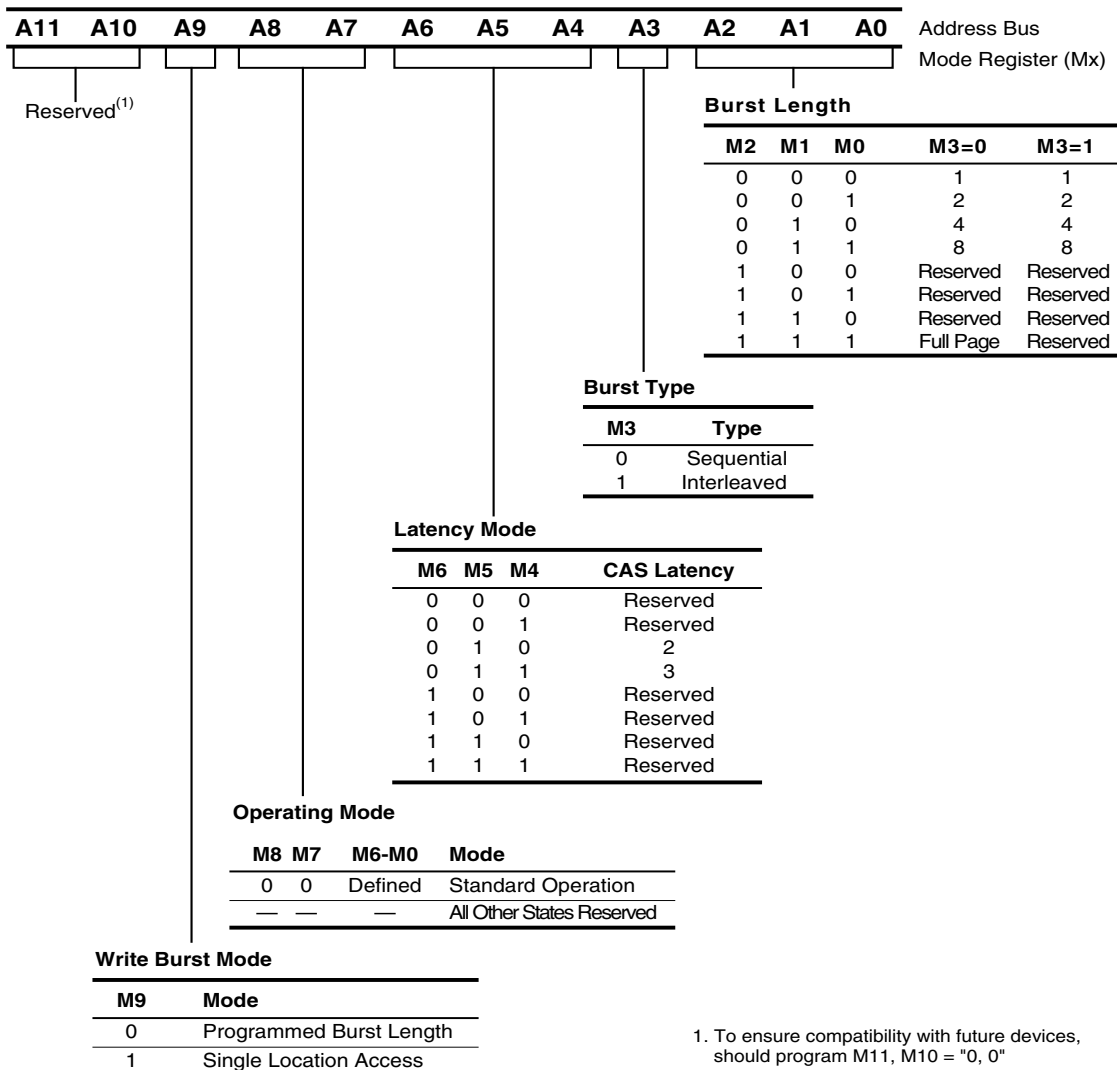 A11 A10 A9 A8 A7 A6 A5 A4 A3 A2 A1 A0 Address Bus
Mode Register (Mx)
Reserved(1)
Burst Length
M2 M1 M0 M3=0 M3=1
0 0 0 1 1
0 0 1 2 2
0 1 0 4 4
0 1 1 8 8
1 0 0 Reserved Reserved
1 0 1 Reserved Reserved
1 1 0 Reserved Reserved
1 1 1 Full Page Reserved
Burst Type
M3 Type
0 Sequential
1 Interleaved
Latency Mode
M6 M5 M4 CAS Latency
0 0 0 Reserved
0 0 1 Reserved
0 1 0 2
0 1 1 3
1 0 0 Reserved
1 0 1 Reserved
1 1 0 Reserved
1 1 1 Reserved
Operating Mode
M8 M7 M6-M0 Mode
0 0 Defined Standard Operation
— — — All Other States Reserved
Write Burst Mode
M9 Mode
0 Programmed Burst Length
1 Single Location Access
1. To ensure compatibility with future devices,
should program M11, M10 = "0, 0"